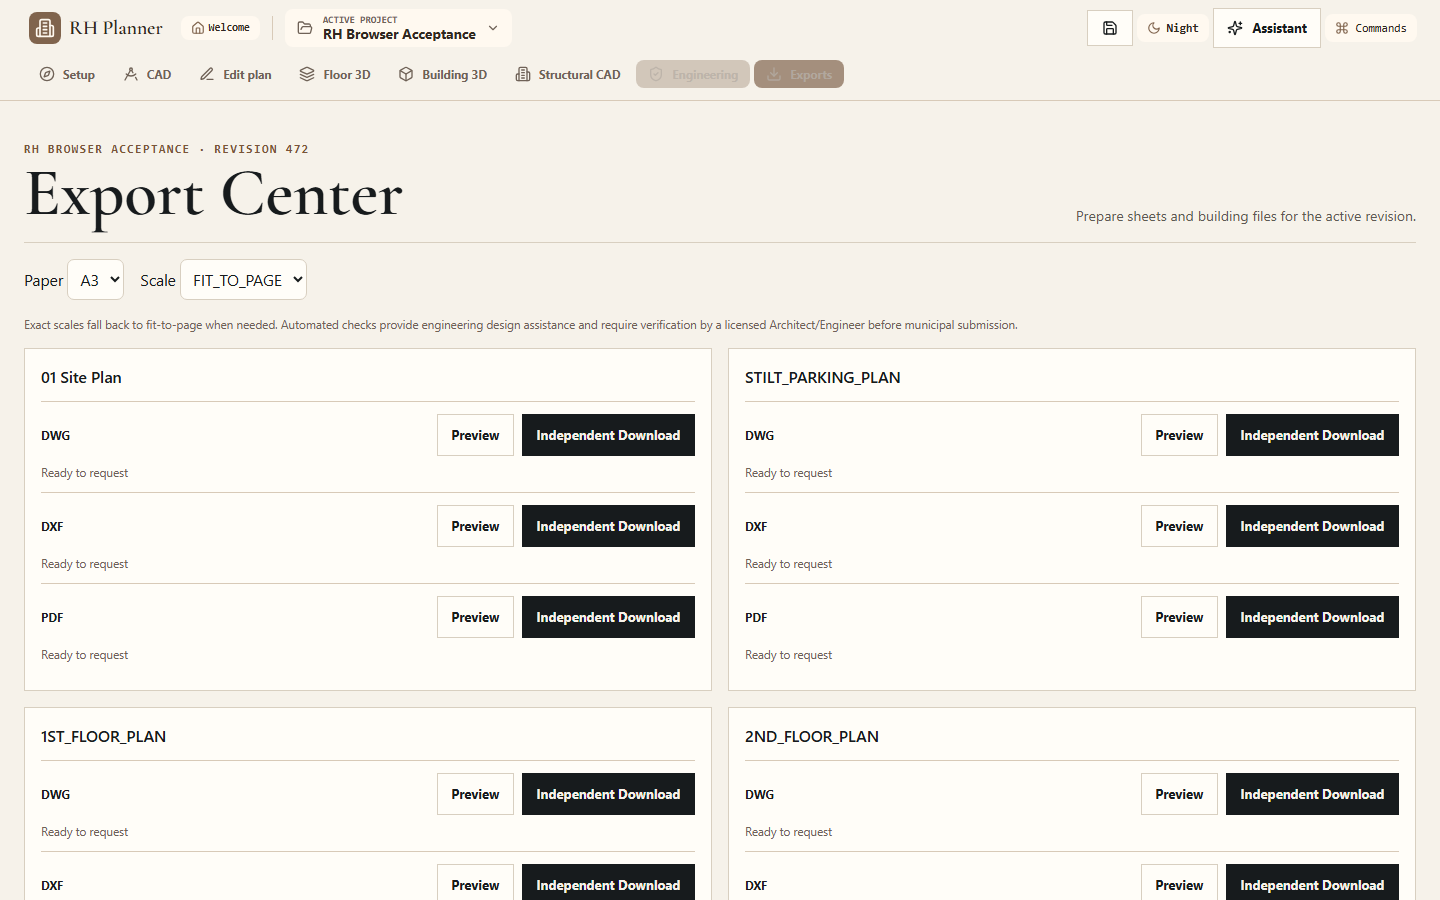 RH Planner
Welcome
ACTIVE PROJECT
RH Browser Acceptance
Night
Assistant
Commands
Setup
CAD
Edit plan
Floor 3D
Building 3D
Structural CAD
Engineering
Exports
RH BROWSER ACCEPTANCE · REVISION 472
Export Center
Prepare sheets and building files for the active revision.
Paper A3 Scale FIT_TO_PAGE
Exact scales fall back to fit-to-page when needed. Automated checks provide engineering design assistance and require verification by a licensed Architect/Engineer before municipal submission.
01 Site Plan
DWG Preview Independent Download
Ready to request
DXF Preview Independent Download
Ready to request
PDF Preview Independent Download
Ready to request
STILT_PARKING_PLAN
DWG Preview Independent Download
Ready to request
DXF Preview Independent Download
Ready to request
PDF Preview Independent Download
Ready to request
1ST_FLOOR_PLAN
DWG Preview Independent Download
Ready to request
DXF Preview Independent Download
2ND_FLOOR_PLAN
DWG Preview Independent Download
Ready to request
DXF Preview Independent Download